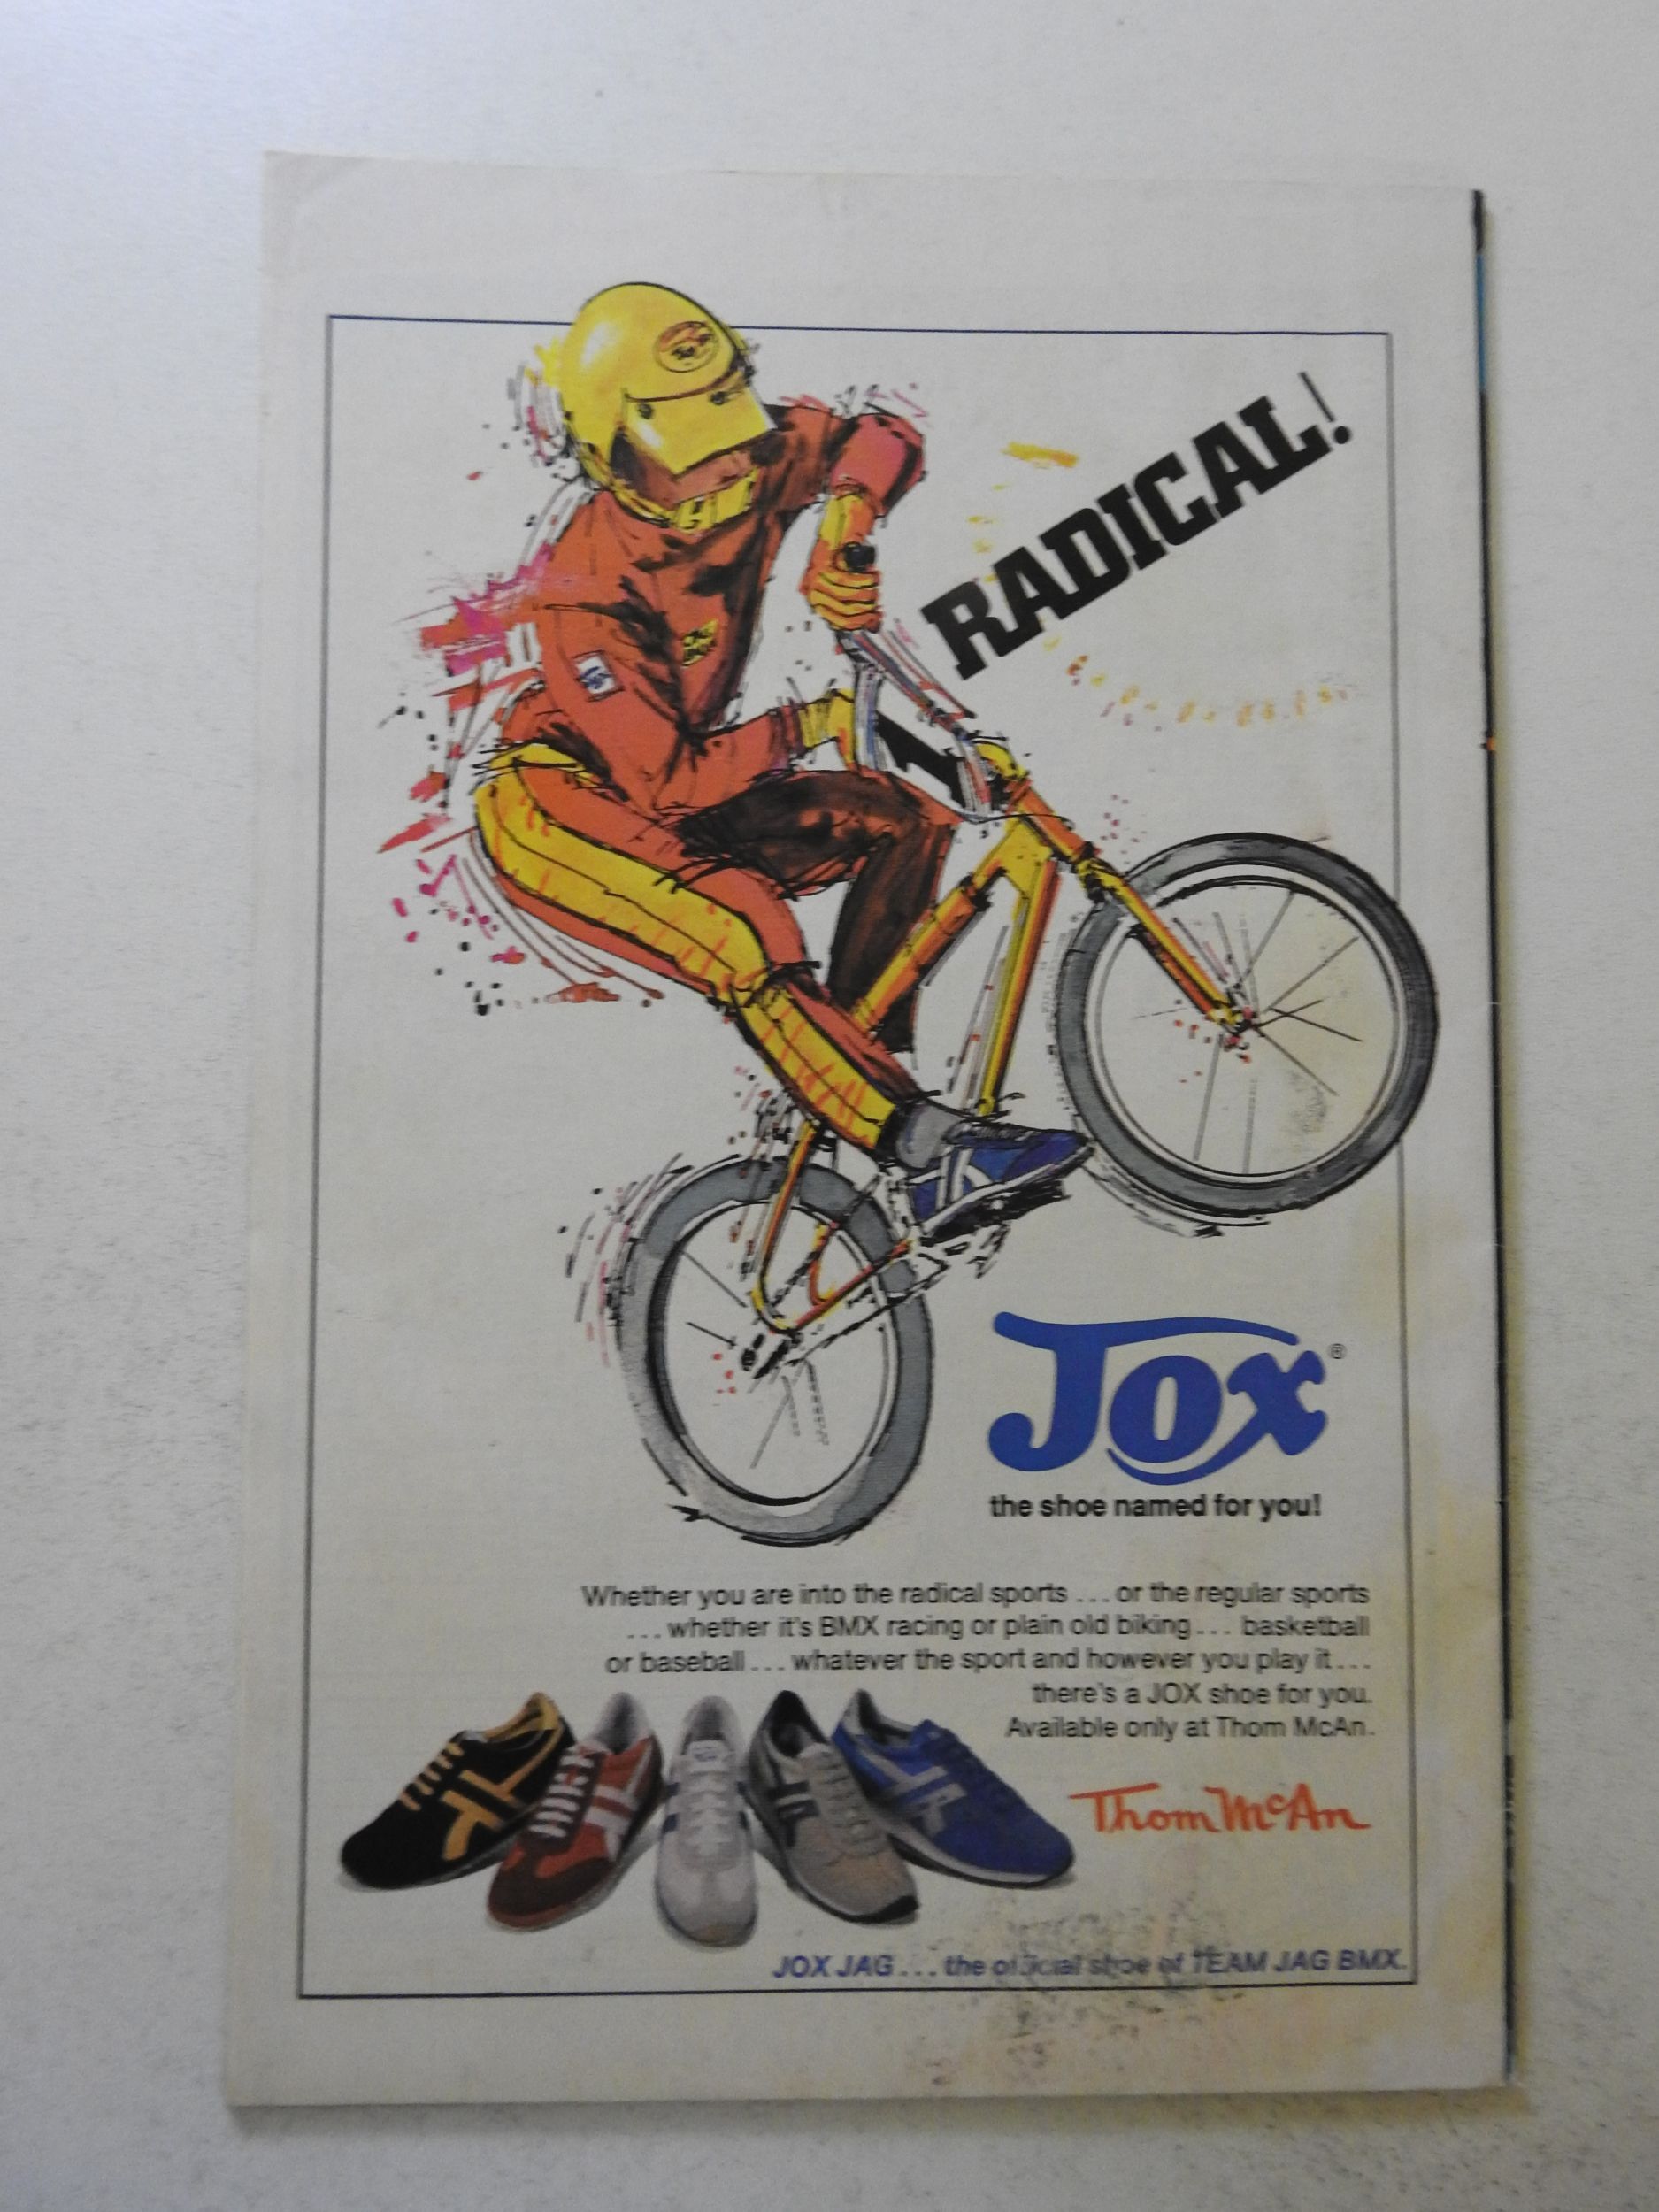 RADICAL!
1
Jox®
the shoe named for you!
Whether you are into the radical sports ... or the regular sports
... whether it's BMX racing or plain old biking ... basketball
or baseball ... whatever the sport and however you play it ...
there's a JOX shoe for you.
Available only at Thom McAn.
Thom McAn
JOX JAG ... the official shoe of TEAM JAG BMX.